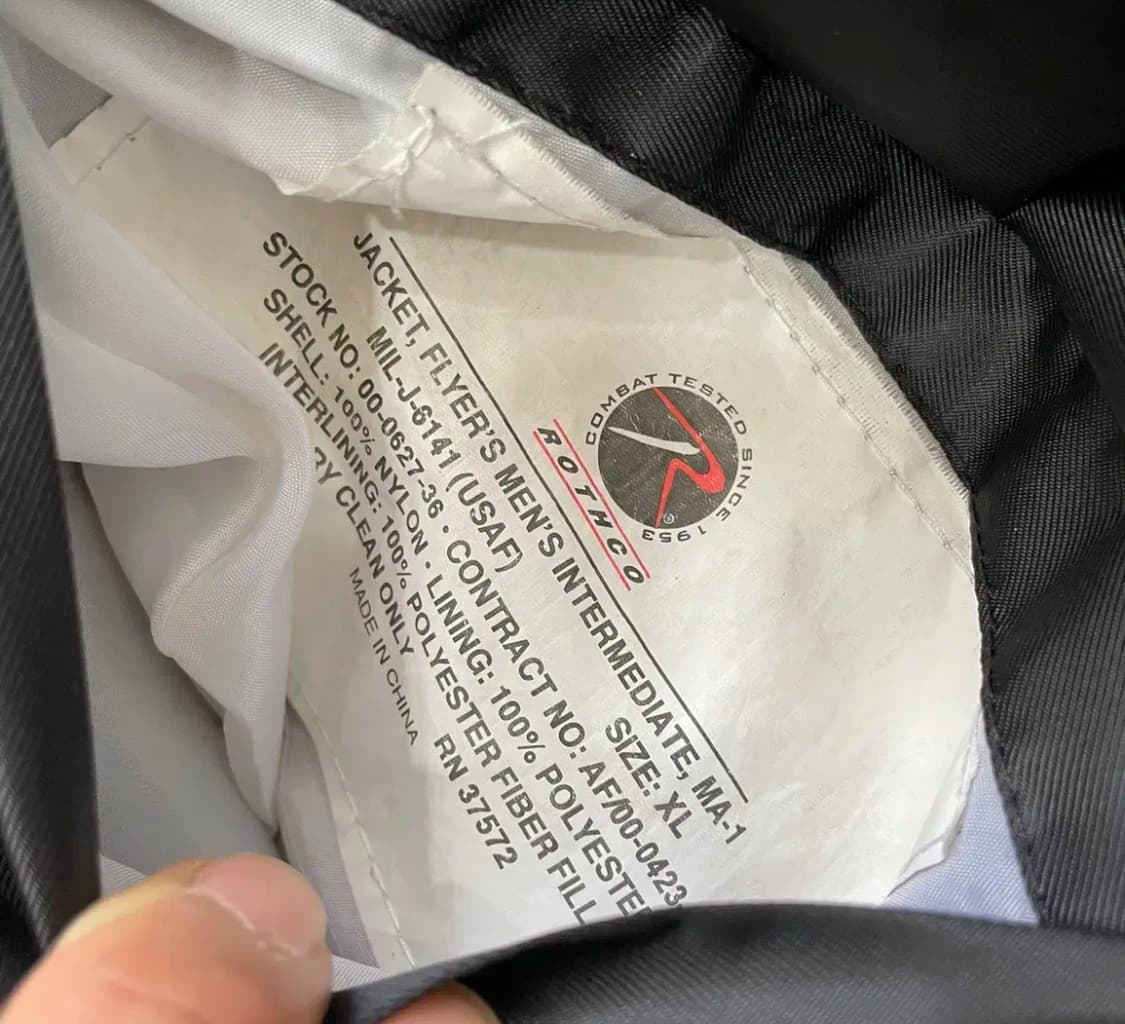 COMBAT TESTED SINCE 1953
R
ROTHCO
JACKET, FLYER'S MEN'S INTERMEDIATE, MA-1
MIL-J-6141 (USAF) SIZE: XL
STOCK NO: 00-0627-36 • CONTRACT NO: AF/00-0423
SHELL: 100% NYLON • LINING: 100% POLYESTE
INTERLINING: 100% POLYESTER FIBER FILL
RY CLEAN ONLY RN 37572
MADE IN CHINA